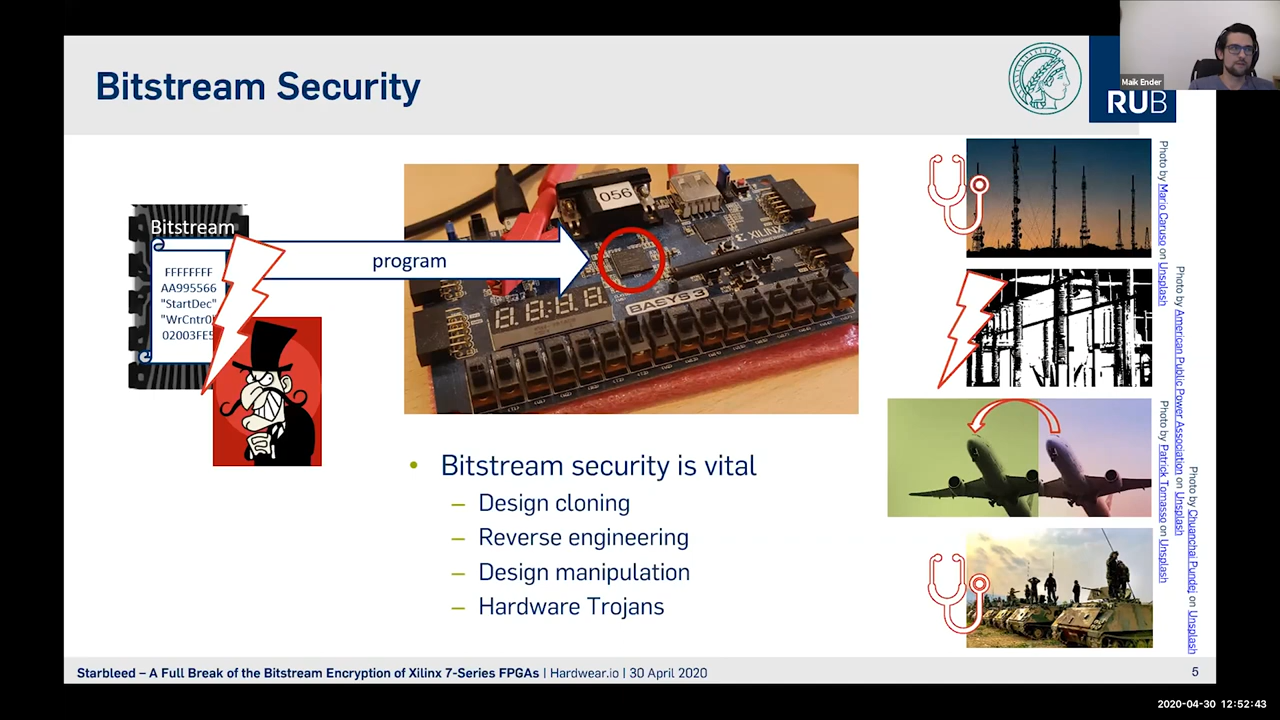 Bitstream Security
Maik Ender
RUB
Bitstream
FFFFFFFF
AA995566
"StartDec"
"WrCntr0
02003FE5
program
056
XILINX
BASYS 3
Bitstream security is vital
Design cloning
Reverse engineering
Design manipulation
Hardware Trojans
Photo by Mario Caruso on Unsplash
Photo by American Public Power Association on Unsplash
Photo by Patrick Tomasso on Unsplash
Photo by Chuanchai Pundej on Unsplash
Starbleed – A Full Break of the Bitstream Encryption of Xilinx 7-Series FPGAs | Hardwear.io | 30 April 2020
5
2020-04-30 12:52:43